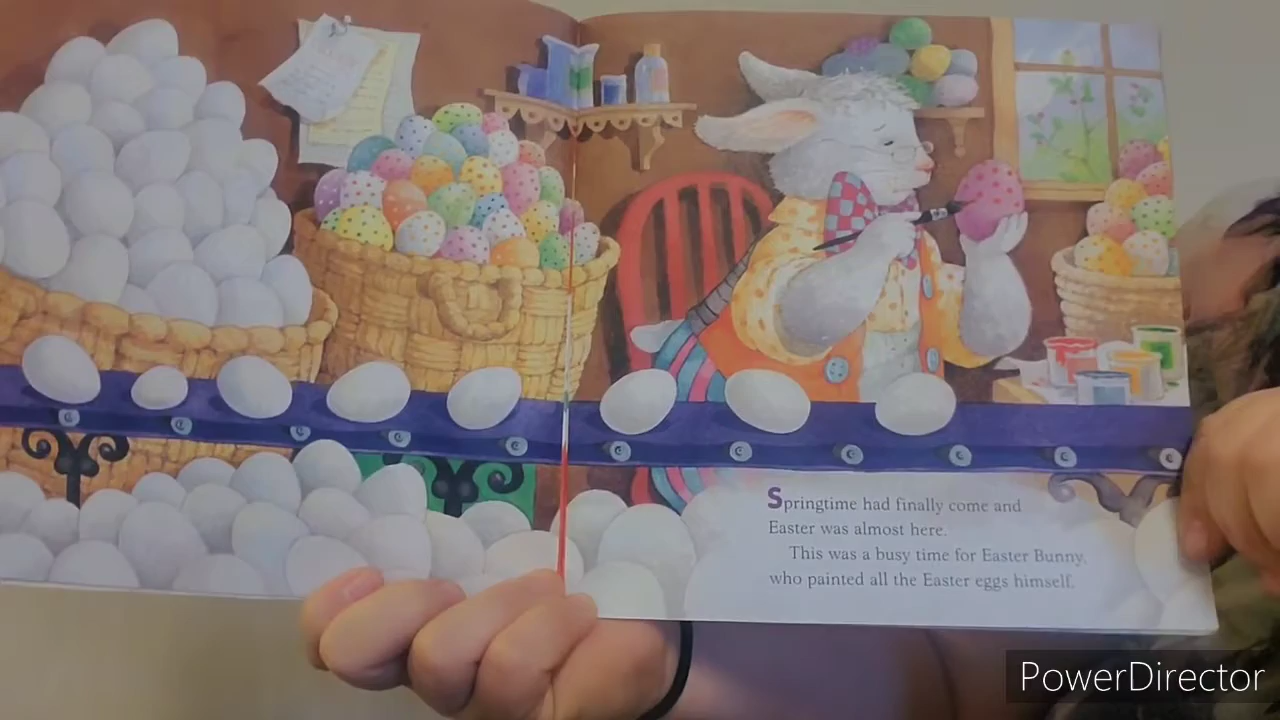 Springtime had finally come and
Easter was almost here.
This was a busy time for Easter Bunny,
who painted all the Easter eggs himself.
PowerDirector